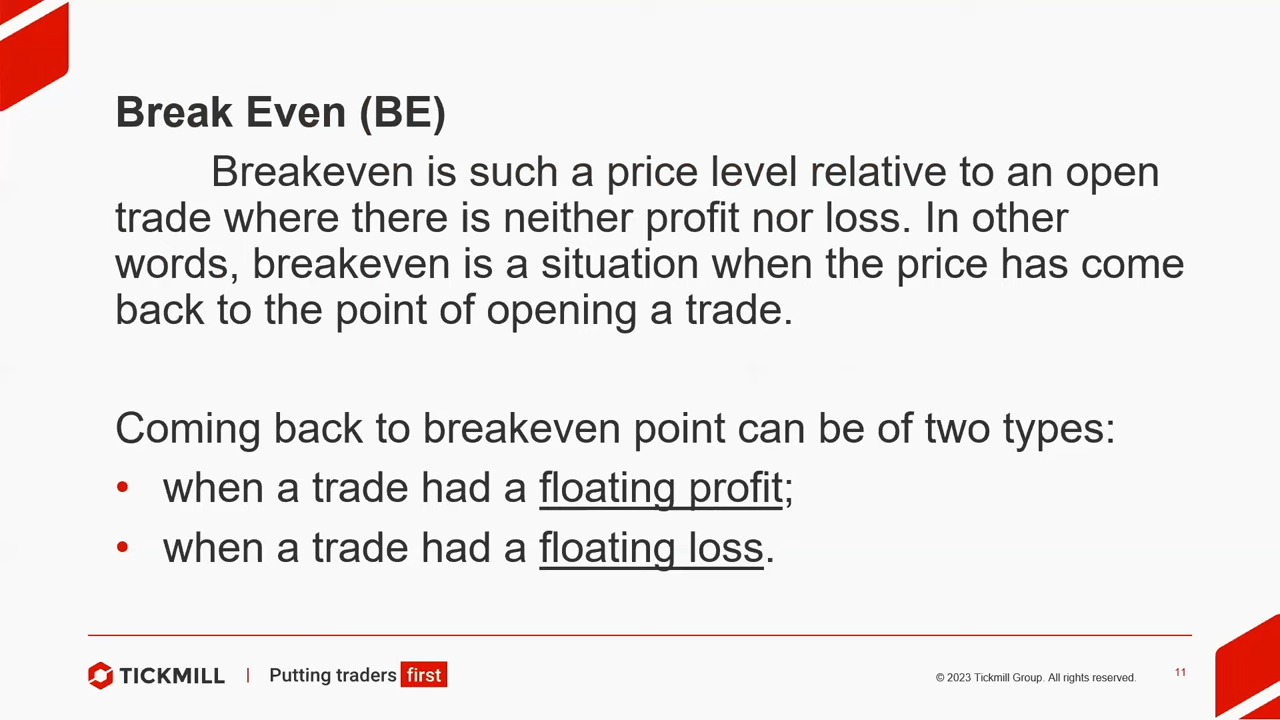 Break Even (BE)
Breakeven is such a price level relative to an open
trade where there is neither profit nor loss. In other
words, breakeven is a situation when the price has come
back to the point of opening a trade.
Coming back to breakeven point can be of two types:
• when a trade had a floating profit;
• when a trade had a floating loss.
TICKMILL | Putting traders first
© 2023 Tickmill Group. All rights reserved. 11